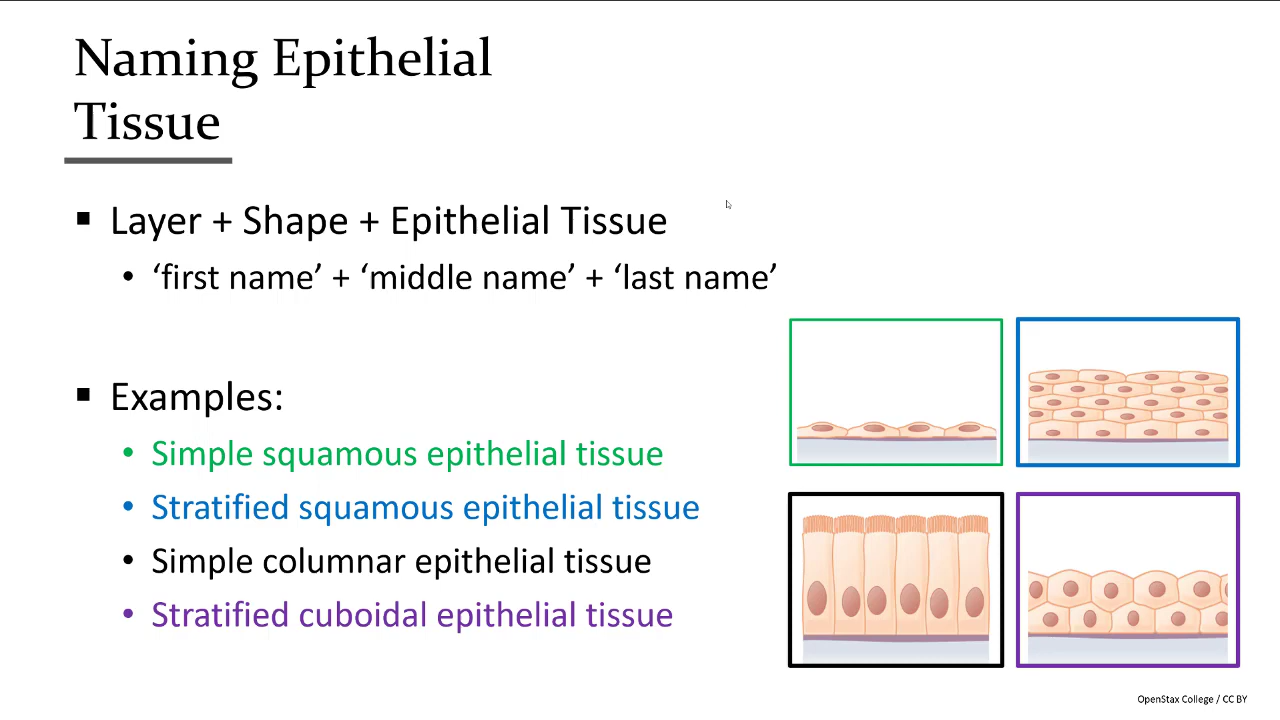 Naming Epithelial
Tissue
▪ Layer + Shape + Epithelial Tissue
• ‘first name’ + ‘middle name’ + ‘last name’
▪ Examples:
• Simple squamous epithelial tissue
• Stratified squamous epithelial tissue
• Simple columnar epithelial tissue
• Stratified cuboidal epithelial tissue
OpenStax College / CC BY